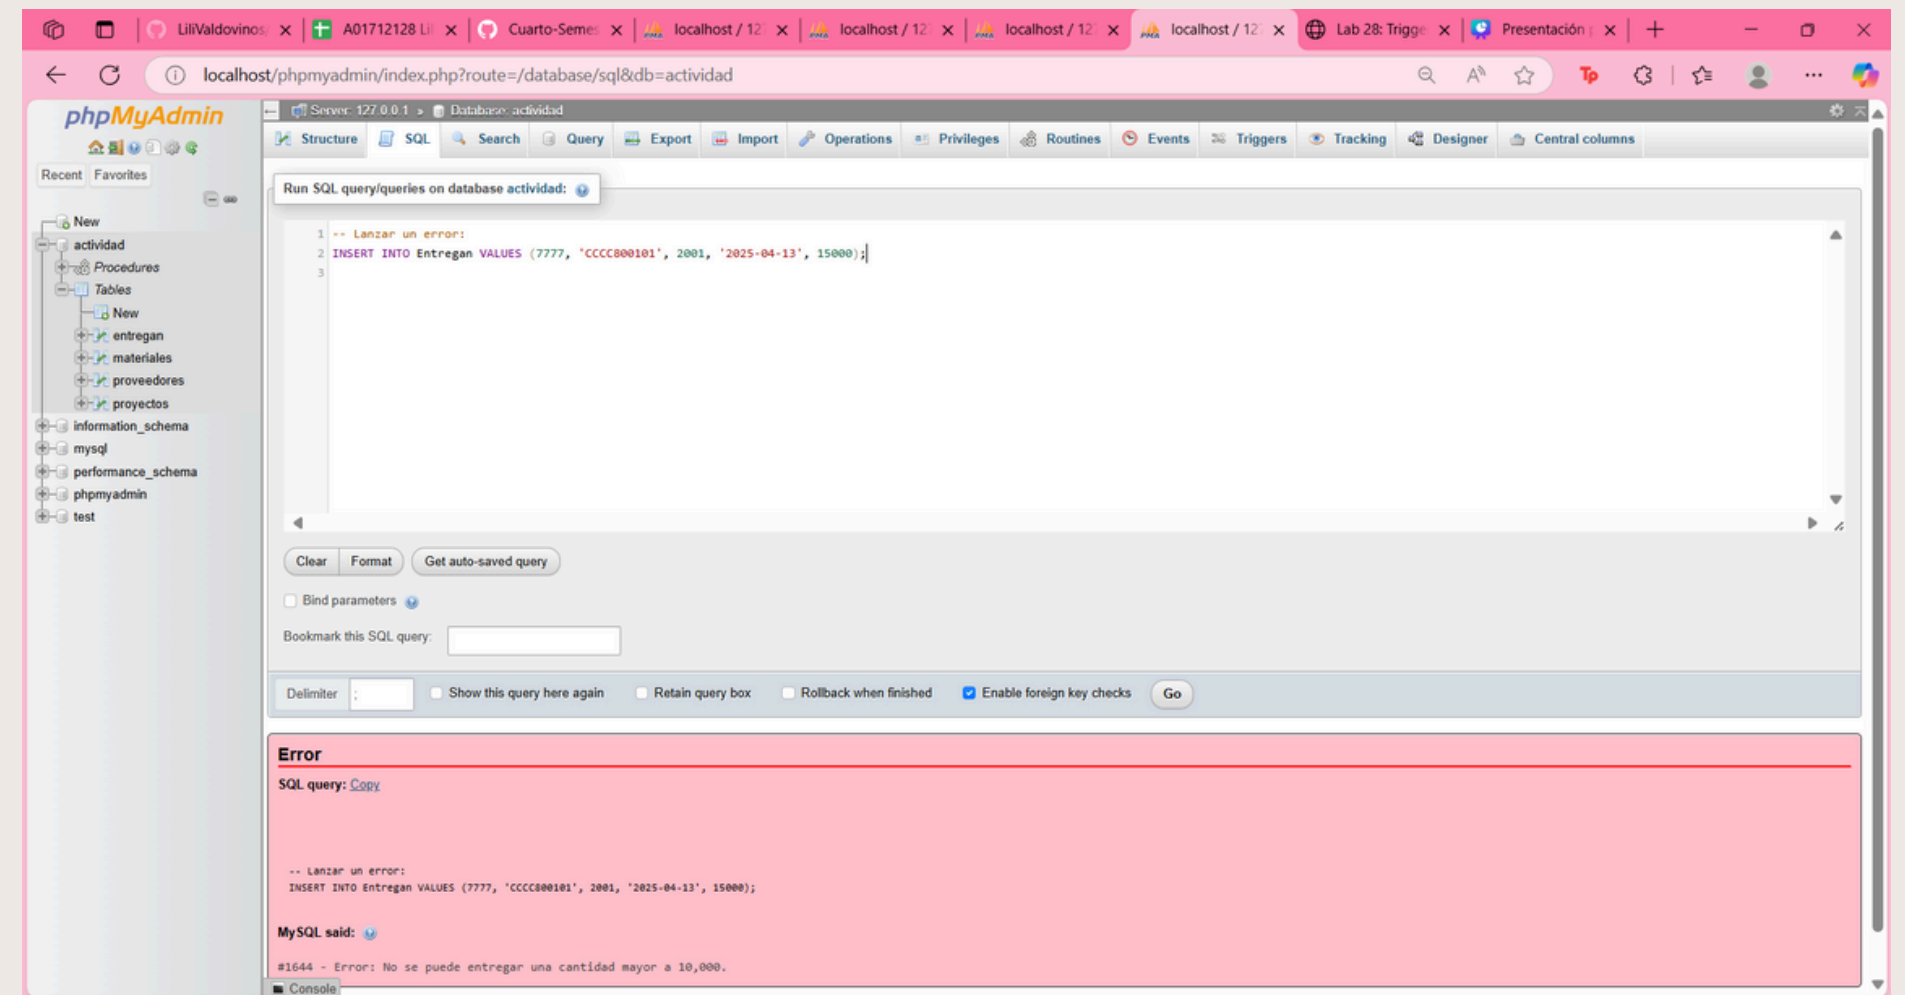 LiliValdovinos/
A01712128 Lil
Cuarto-Semes
localhost / 127
localhost / 127
localhost / 127
localhost / 127
Lab 28: Trigge
Presentación
localhost/phpmyadmin/index.php?route=/database/sql&db=actividad
phpMyAdmin
Recent Favorites
New
actividad
Procedures
Tables
New
entregan
materiales
proveedores
proyectos
information_schema
mysql
performance_schema
phpmyadmin
test
Server: 127.0.0.1 » Database: actividad
Structure SQL Search Query Export Import Operations Privileges Routines Events Triggers Tracking Designer Central columns
Run SQL query/queries on database actividad:
1 -- Lanzar un error:
2 INSERT INTO Entregan VALUES (7777, 'CCCC800101', 2001, '2025-04-13', 15000);
3
Clear Format Get auto-saved query
Bind parameters
Bookmark this SQL query:
Delimiter ; Show this query here again Retain query box Rollback when finished Enable foreign key checks Go
Error
SQL query: Copy
-- Lanzar un error:
INSERT INTO Entregan VALUES (7777, 'CCCC800101', 2001, '2025-04-13', 15000);
MySQL said:
#1644 - Error: No se puede entregar una cantidad mayor a 10,000.
Console